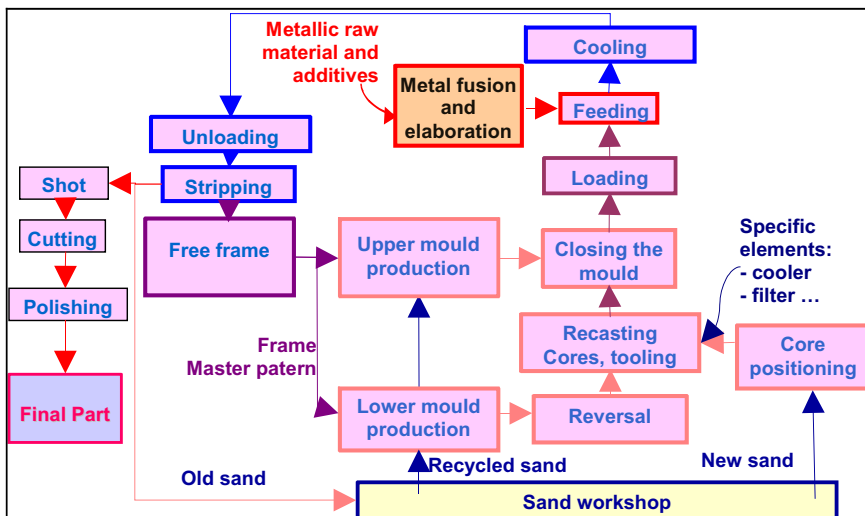 Metallic raw
material and
additives
Cooling
Metal fusion
and
elaboration
Feeding
Unloading
Shot
Stripping
Loading
Cutting
Free frame
Upper mould
production
Closing the
mould
Specific
elements:
- cooler
- filter ...
Polishing
Frame
Master patern
Recasting
Cores, tooling
Core
positioning
Final Part
Lower mould
production
Reversal
Old sand
Recycled sand
New sand
Sand workshop